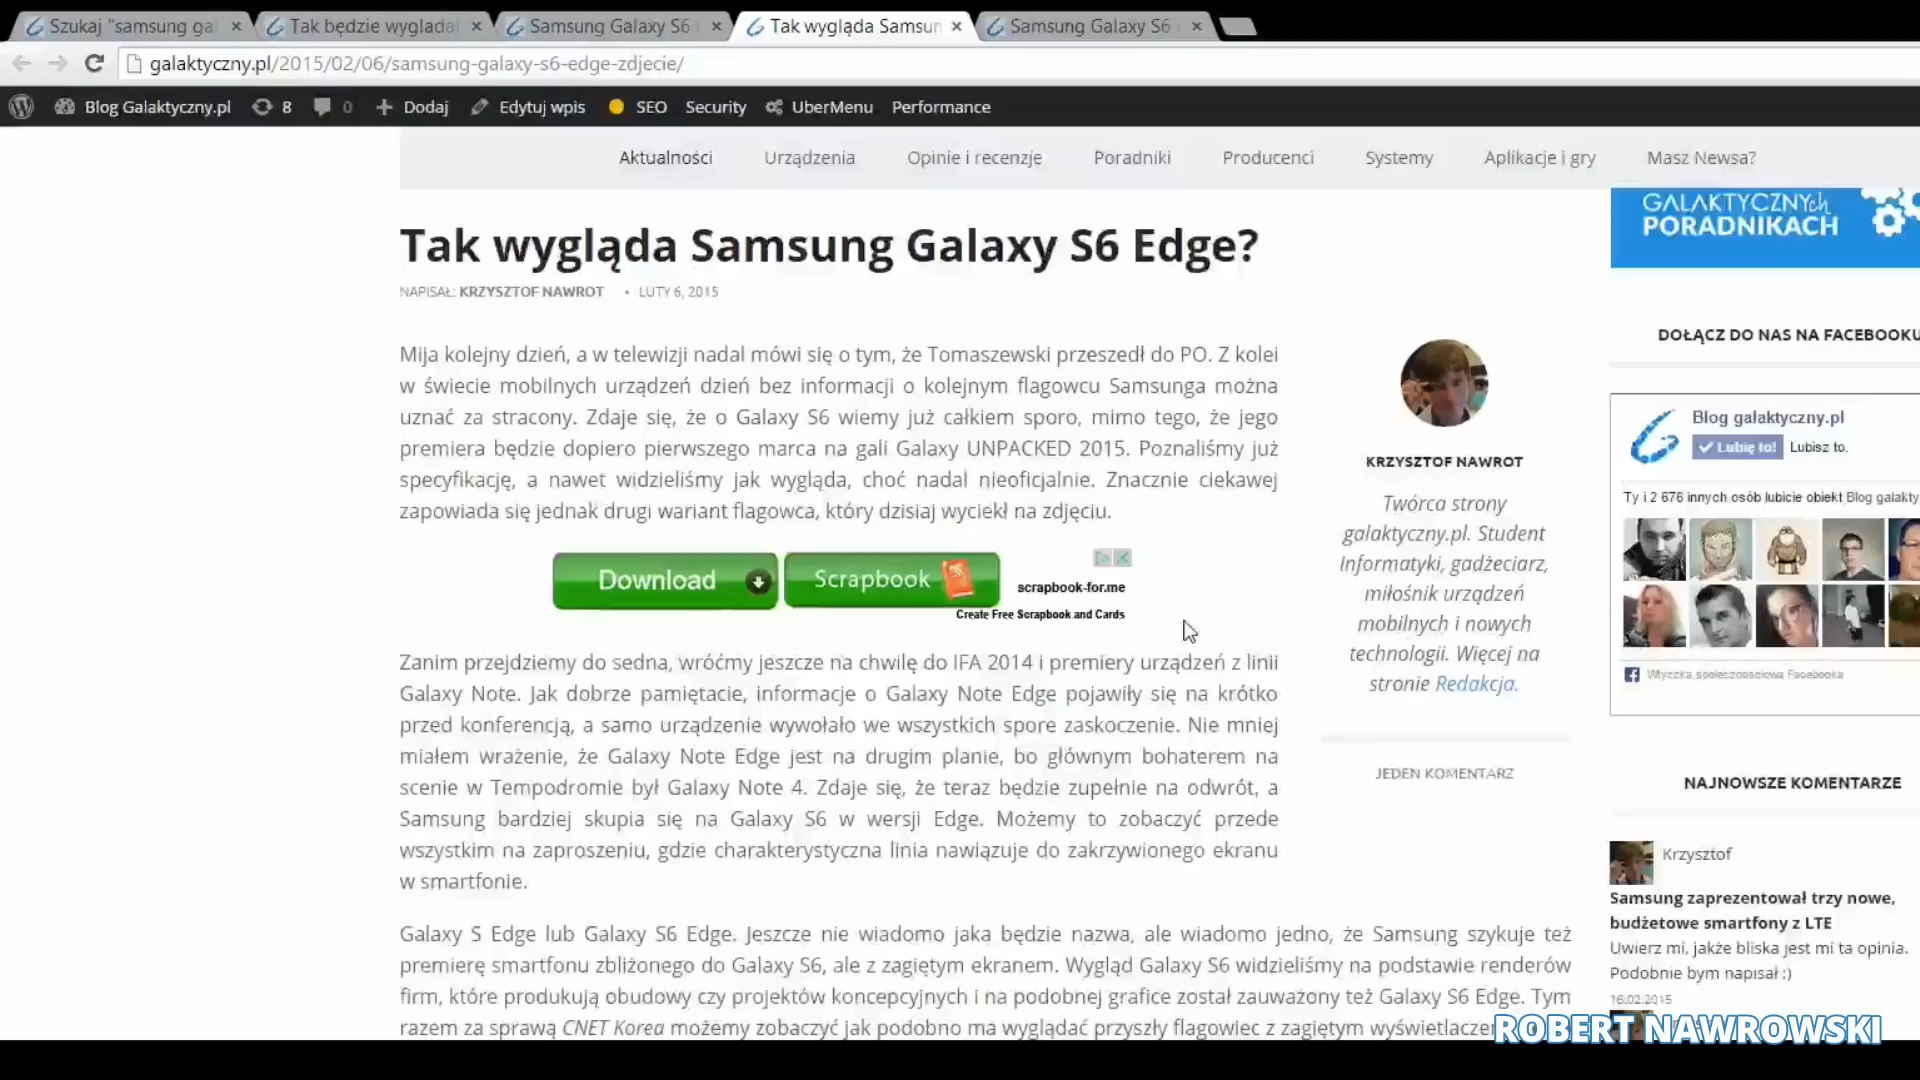 Szukaj "samsung ga
Tak będzie wyglądał
Samsung Galaxy S6
Tak wygląda Samsun
Samsung Galaxy S6
galaktyczny.pl/2015/02/06/samsung-galaxy-s6-edge-zdjecie/
Blog Galaktyczny.pl 8 0 Dodaj Edytuj wpis SEO Security UberMenu Performance
Aktualności Urządzenia Opinie i recenzje Poradniki Producenci Systemy Aplikacje i gry Masz Newsa?
GALAKTYCZNych
PORADNIKACH
Tak wygląda Samsung Galaxy S6 Edge?
NAPISAŁ: KRZYSZTOF NAWROT • LUTY 6, 2015
Mija kolejny dzień, a w telewizji nadal mówi się o tym, że Tomaszewski przeszedł do PO. Z kolei
w świecie mobilnych urządzeń dzień bez informacji o kolejnym flagowcu Samsunga można
uznać za stracony. Zdaje się, że o Galaxy S6 wiemy już całkiem sporo, mimo tego, że jego
premiera będzie dopiero pierwszego marca na gali Galaxy UNPACKED 2015. Poznaliśmy już
specyfikację, a nawet widzieliśmy jak wygląda, choć nadal nieoficjalnie. Znacznie ciekawej
zapowiada się jednak drugi wariant flagowca, który dzisiaj wyciekł na zdjęciu.
Download
Scrapbook
scrapbook-for.me
Create Free Scrapbook and Cards
Zanim przejdziemy do sedna, wróćmy jeszcze na chwilę do IFA 2014 i premiery urządzeń z linii
Galaxy Note. Jak dobrze pamiętacie, informacje o Galaxy Note Edge pojawiły się na krótko
przed konferencją, a samo urządzenie wywołało we wszystkich spore zaskoczenie. Nie mniej
miałem wrażenie, że Galaxy Note Edge jest na drugim planie, bo głównym bohaterem na
scenie w Tempodromie był Galaxy Note 4. Zdaje się, że teraz będzie zupełnie na odwrót, a
Samsung bardziej skupia się na Galaxy S6 w wersji Edge. Możemy to zobaczyć przede
wszystkim na zaproszeniu, gdzie charakterystyczna linia nawiązuje do zakrzywionego ekranu
w smartfonie.
Galaxy S Edge lub Galaxy S6 Edge. Jeszcze nie wiadomo jaka będzie nazwa, ale wiadomo jedno, że Samsung szykuje też
premierę smartfonu zbliżonego do Galaxy S6, ale z zagiętym ekranem. Wygląd Galaxy S6 widzieliśmy na podstawie renderów
firm, które produkują obudowy czy projektów koncepcyjnych i na podobnej grafice został zauważony też Galaxy S6 Edge. Tym
razem za sprawą CNET Korea możemy zobaczyć jak podobno ma wyglądać przyszły flagowiec z zagiętym
KRZYSZTOF NAWROT
Twórca strony
galaktyczny.pl. Student
Informatyki, gadżeciarz,
miłośnik urządzeń
mobilnych i nowych
technologii. Więcej na
stronie Redakcja.
JEDEN KOMENTARZ
DOŁĄCZ DO NAS NA FACEBOOKU
Blog galaktyczny.pl
Lubię to! Lubisz to.
Ty i 2 676 innych osób lubicie obiekt Blog galakty
Wtyczka społecznościowa Facebooka
NAJNOWSZE KOMENTARZE
Krzysztof
Samsung zaprezentował trzy nowe,
budżetowe smartfony z LTE
Uwierz mi, jakże bliska jest mi ta opinia.
Podobnie bym napisał :)
16.02.2015
ROBERT NAWROWSKI